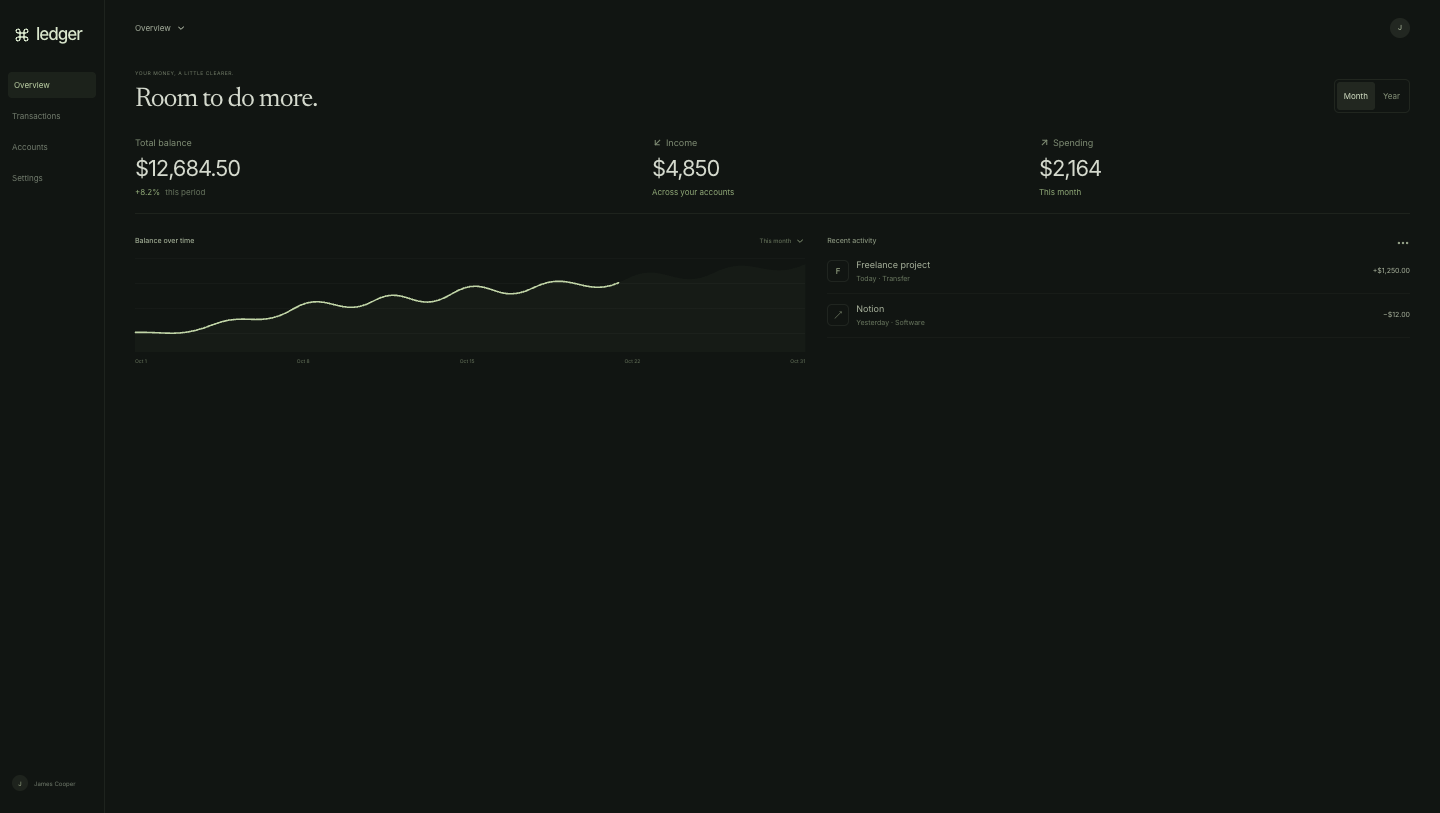 ledger
Overview
Transactions
Accounts
Settings
J James Cooper
Overview
J
YOUR MONEY, A LITTLE CLEARER.
Room to do more.
Month Year
Total balance
$12,684.50
+8.2% this period
Income
$4,850
Across your accounts
Spending
$2,164
This month
Balance over time
This month
Oct 1 Oct 8 Oct 15 Oct 22 Oct 31
Recent activity
F
Freelance project
Today · Transfer
+$1,250.00
Notion
Yesterday · Software
−$12.00